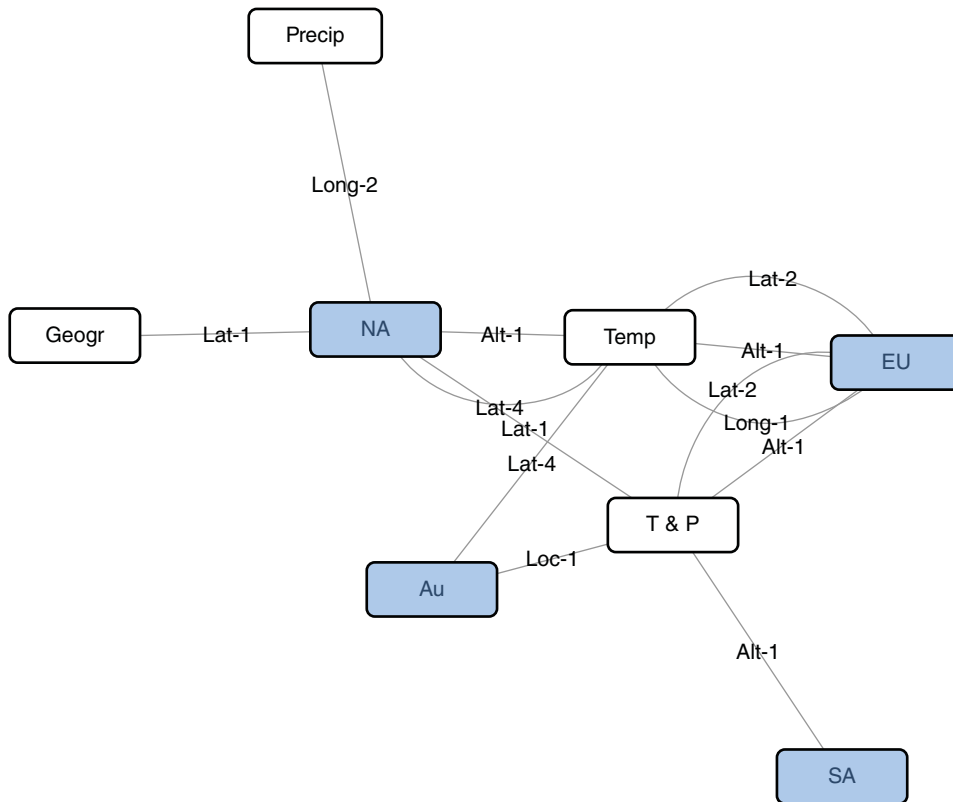 Precip
Long-2
Lat-2
Geogr
Lat-1
NA
Alt-1
Temp
Alt-1
EU
Lat-2
Lat-4
Long-1
Lat-1
Alt-1
Lat-4
T & P
Loc-1
Au
Alt-1
SA